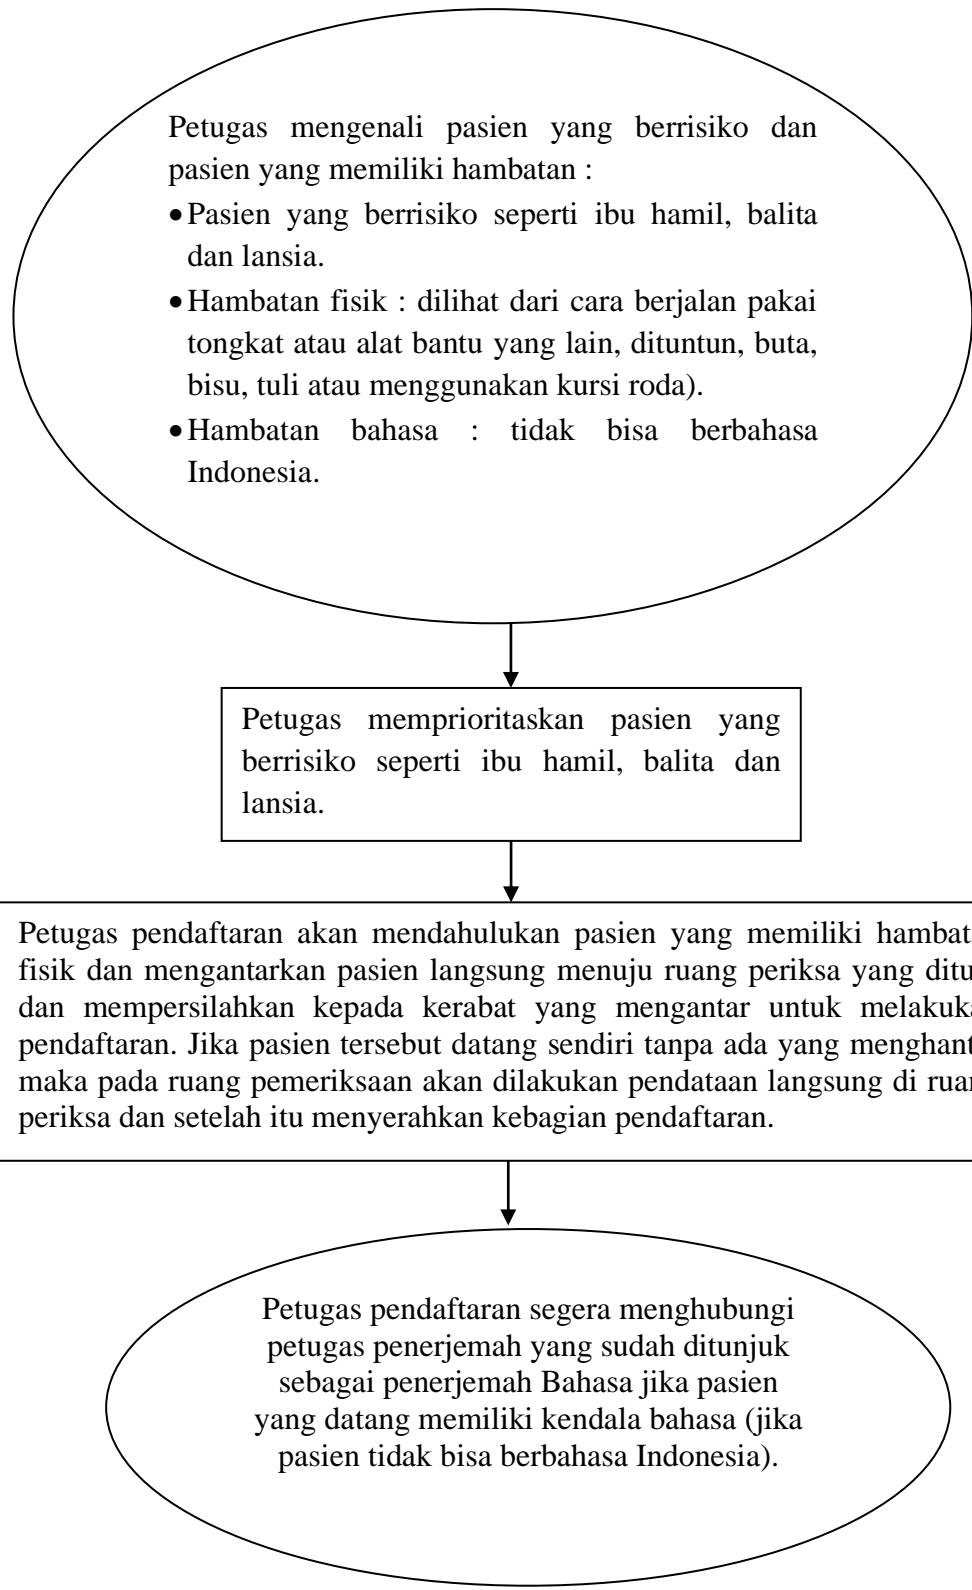 Petugas mengenali pasien yang berrisiko dan
pasien yang memiliki hambatan :
• Pasien yang berrisiko seperti ibu hamil, balita
dan lansia.
• Hambatan fisik : dilihat dari cara berjalan pakai
tongkat atau alat bantu yang lain, dituntun, buta,
bisu, tuli atau menggunakan kursi roda).
• Hambatan bahasa : tidak bisa berbahasa
Indonesia.
Petugas memprioritaskan pasien yang
berrisiko seperti ibu hamil, balita dan
lansia.
Petugas pendaftaran akan mendahulukan pasien yang memiliki hambat
fisik dan mengantarkan pasien langsung menuju ruang periksa yang ditu
dan mempersilahkan kepada kerabat yang mengantar untuk melakuk
pendaftaran. Jika pasien tersebut datang sendiri tanpa ada yang menghant
maka pada ruang pemeriksaan akan dilakukan pendataan langsung di ruan
periksa dan setelah itu menyerahkan kebagian pendaftaran.
Petugas pendaftaran segera menghubungi
petugas penerjemah yang sudah ditunjuk
sebagai penerjemah Bahasa jika pasien
yang datang memiliki kendala bahasa (jika
pasien tidak bisa berbahasa Indonesia).